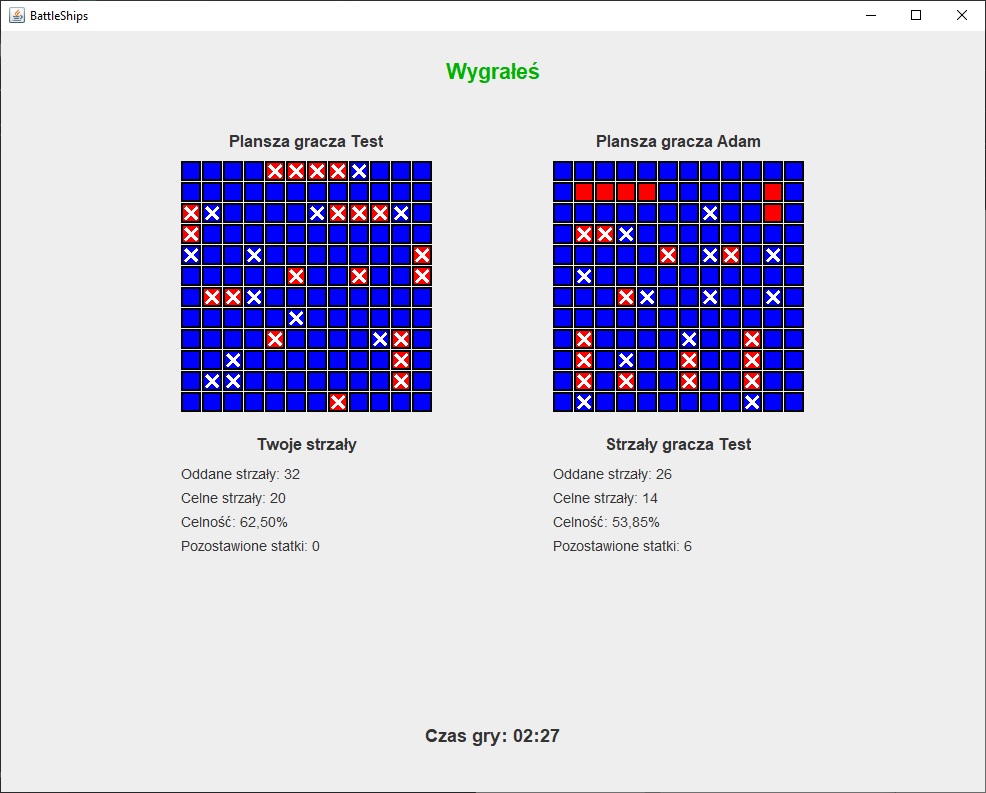 BattleShips
Wygrałeś
Plansza gracza Test
Plansza gracza Adam
Twoje strzały
Oddane strzały: 32
Celne strzały: 20
Celność: 62,50%
Pozostawione statki: 0
Strzały gracza Test
Oddane strzały: 26
Celne strzały: 14
Celność: 53,85%
Pozostawione statki: 6
Czas gry: 02:27